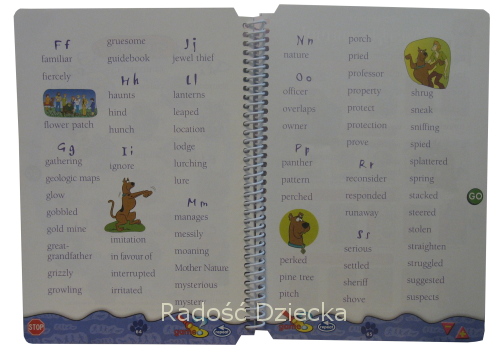 Ff
familiar
fiercely
flower patch
Gg
gathering
geologic maps
glow
gobbled
gold mine
great-
grandfather
grizzly
growling
gruesome
guidebook
Hh
haunts
hind
hunch
Ii
ignore
imitation
in favour of
interrupted
irritated
Jj
jewel thief
Ll
lanterns
leaped
location
lodge
lurching
lure
Mm
manages
messily
moaning
Mother Nature
mysterious
mystery
STOP
Nn
nature
Oo
officer
overlaps
owner
Pp
panther
pattern
perched
perked
pine tree
pitch
porch
pried
professor
property
protect
protection
prove
Rr
reconsider
responded
runaway
Ss
serious
settled
sheriff
shove
shrug
sneak
sniffing
spied
splattered
spring
stacked
steered
stolen
straighten
struggled
suggested
suspects
GO
Radość Dziecka